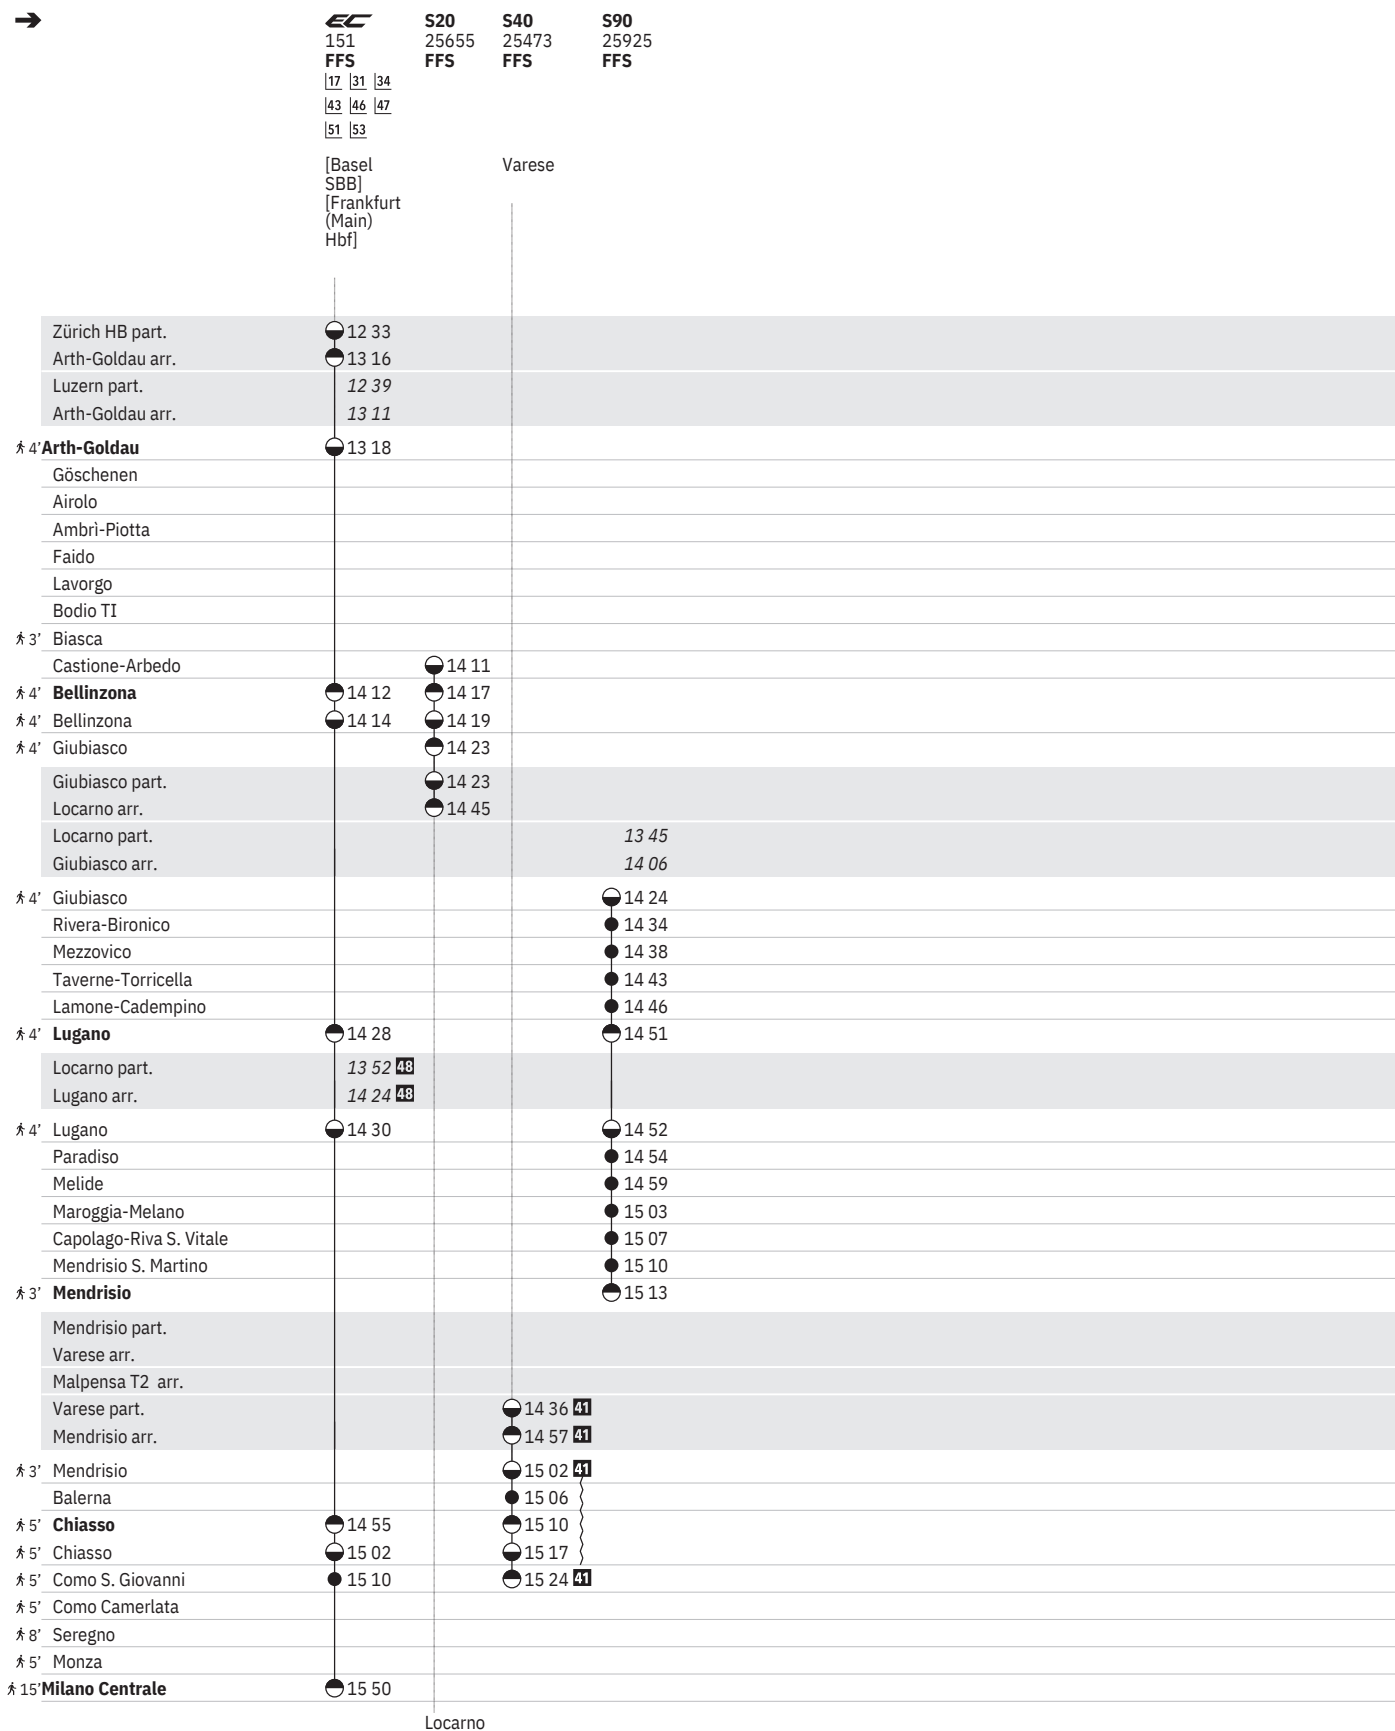 EC S20 S40 S90
151 25655 25473 25925
FFS FFS FFS FFS
17 31 34
43 46 47
51 53
[Basel Varese
SBB]
[Frankfurt
(Main)
Hbf]
Zürich HB part. 12 33
Arth-Goldau arr. 13 16
Luzern part. 12 39
Arth-Goldau arr. 13 11
4' Arth-Goldau 13 18
Göschenen
Airolo
Ambrì-Piotta
Faido
Lavorgo
Bodio TI
3' Biasca
Castione-Arbedo 14 11
4' Bellinzona 14 12 14 17
4' Bellinzona 14 14 14 19
4' Giubiasco 14 23
Giubiasco part. 14 23
Locarno arr. 14 45
Locarno part. 13 45
Giubiasco arr. 14 06
4' Giubiasco 14 24
Rivera-Bironico 14 34
Mezzovico 14 38
Taverne-Torricella 14 43
Lamone-Cadempino 14 46
4' Lugano 14 28 14 51
Locarno part. 13 52 48
Lugano arr. 14 24 48
4' Lugano 14 30 14 52
Paradiso 14 54
Melide 14 59
Maroggia-Melano 15 03
Capolago-Riva S. Vitale 15 07
Mendrisio S. Martino 15 10
3' Mendrisio 15 13
Mendrisio part.
Varese arr.
Malpensa T2 arr.
Varese part. 14 36 41
Mendrisio arr. 14 57 41
3' Mendrisio 15 02 41
Balerna 15 06
5' Chiasso 14 55 15 10
5' Chiasso 15 02 15 17
5' Como S. Giovanni 15 10 15 24 41
5' Como Camerlata
8' Seregno
5' Monza
15' Milano Centrale 15 50
Locarno